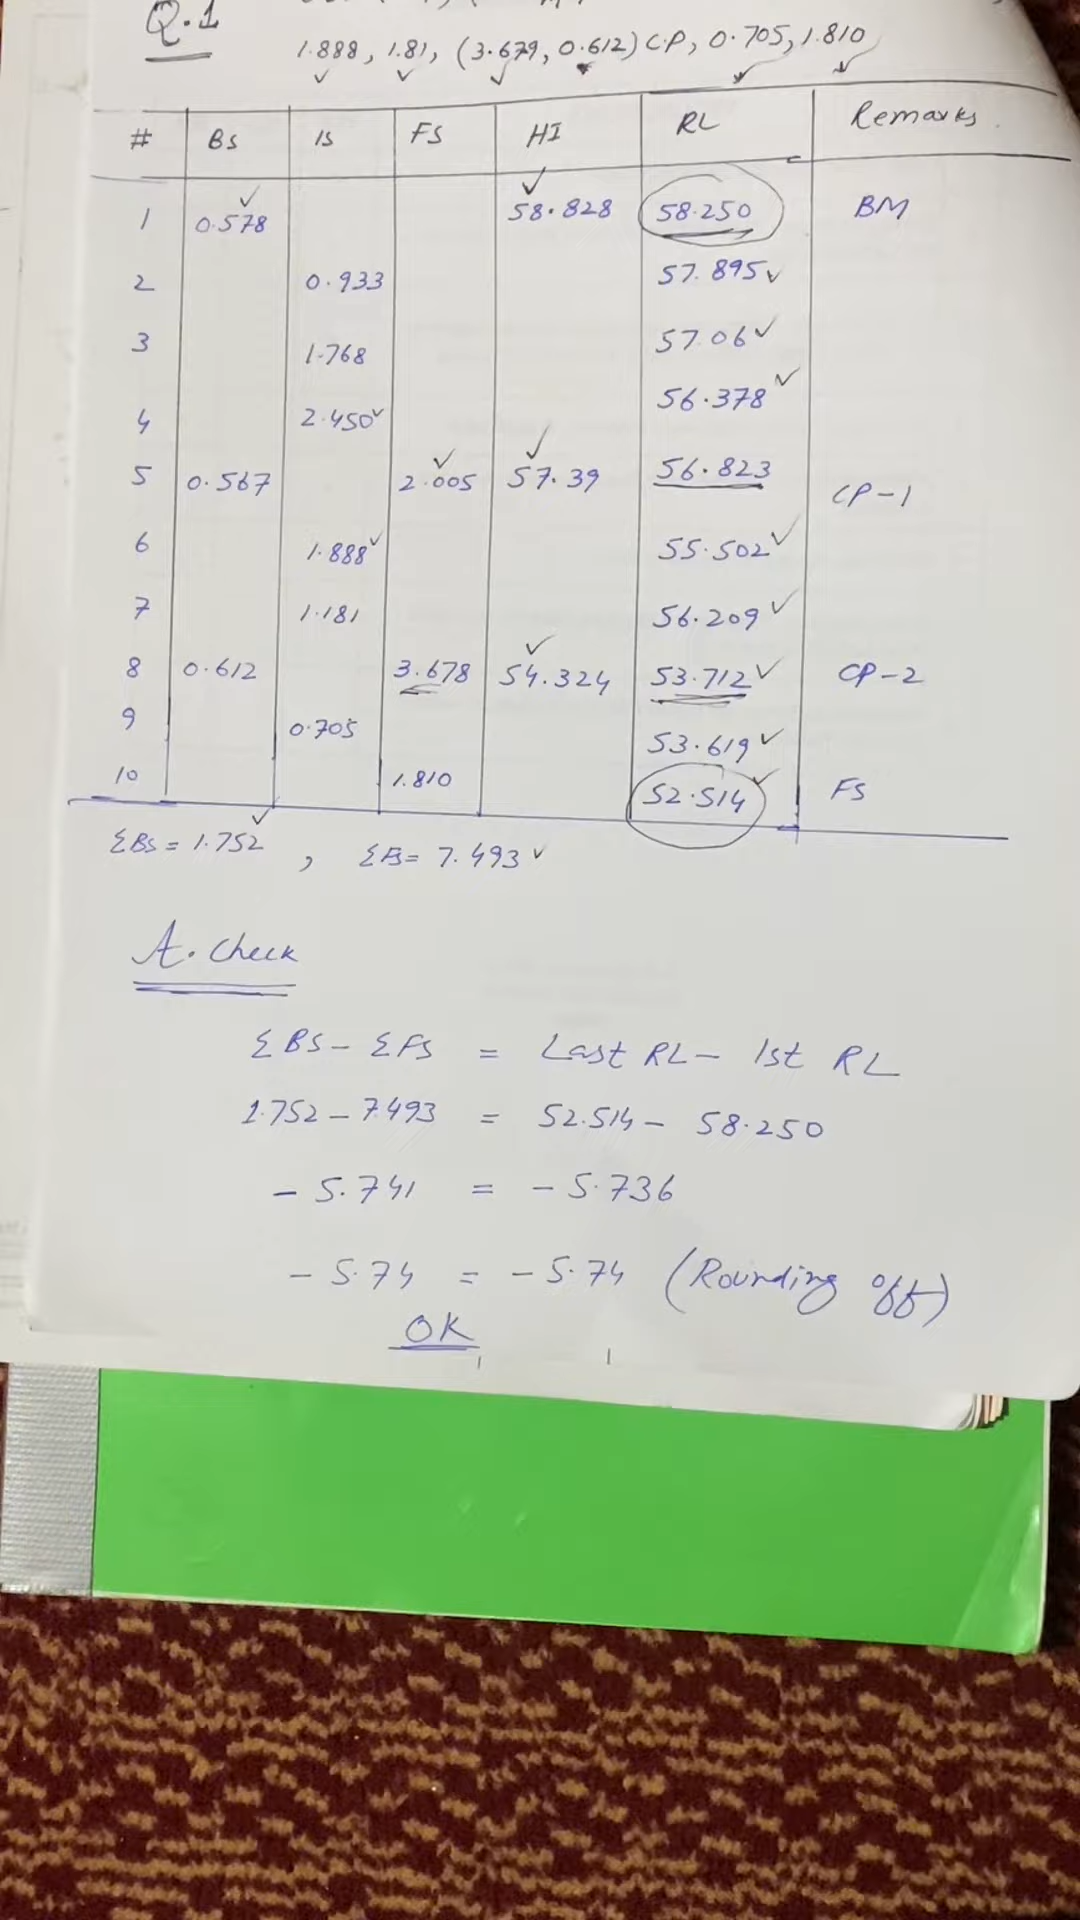 Q.1
1.888, 1.81, (3.679, 0.612) C.P, 0.705, 1.810
# BS IS FS HI RL Remarks
1 0.578 58.828 58.250 BM
2 0.933 57.895
3 1.768 57.06
4 2.450 56.378
5 0.567 2.005 57.39 56.823 CP-1
6 1.888 55.502
7 1.181 56.209
8 0.612 3.678 54.324 53.712 CP-2
9 0.705 53.619
10 1.810 52.514 FS
ΣBS = 1.752, ΣFS = 7.493
A. Check
ΣBS - ΣFS = Last RL - 1st RL
1.752 - 7.493 = 52.514 - 58.250
- 5.741 = - 5.736
- 5.74 = - 5.74 (Rounding off)
OK